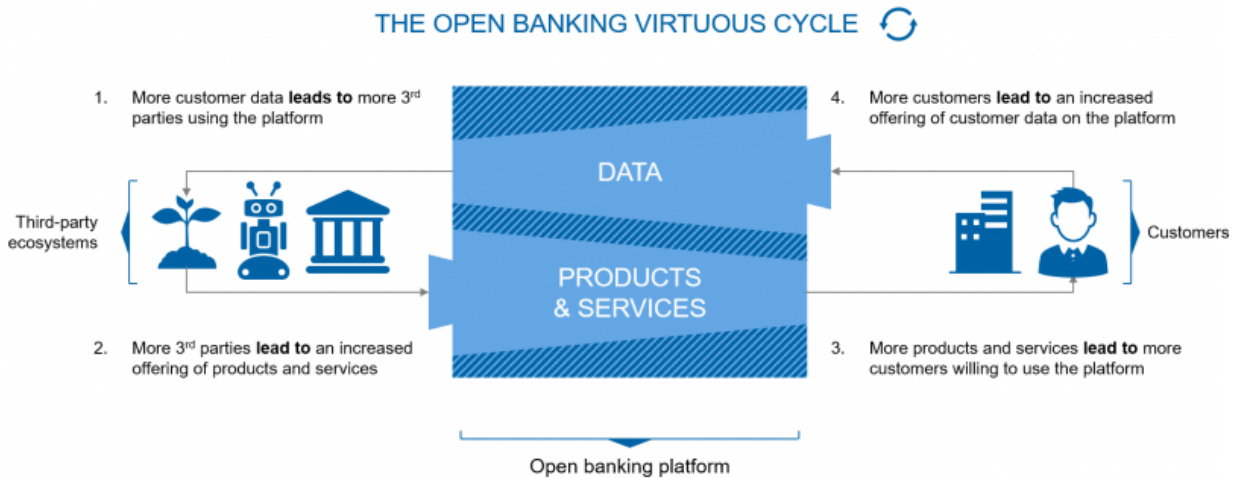 THE OPEN BANKING VIRTUOUS CYCLE
1. More customer data leads to more 3rd
parties using the platform
4. More customers lead to an increased
offering of customer data on the platform
DATA
Third-party
ecosystems
Customers
PRODUCTS
& SERVICES
2. More 3rd parties lead to an increased
offering of products and services
3. More products and services lead to more
customers willing to use the platform
Open banking platform